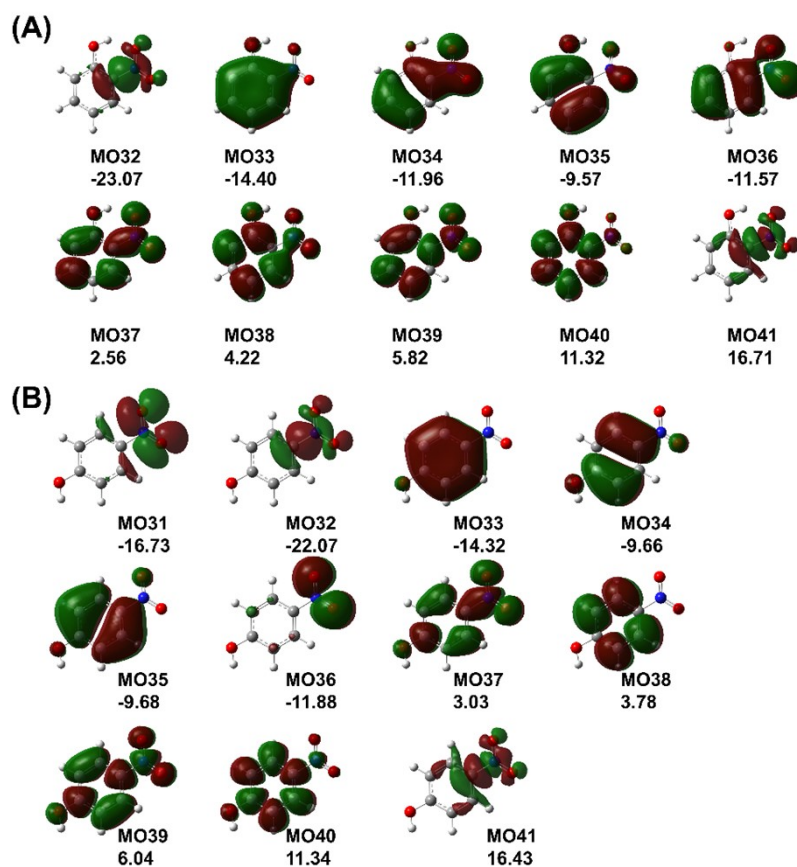 (A)
MO32 MO33 MO34 MO35 MO36
-23.07 -14.40 -11.96 -9.57 -11.57
MO37 MO38 MO39 MO40 MO41
2.56 4.22 5.82 11.32 16.71
(B)
MO31 MO32 MO33 MO34
-16.73 -22.07 -14.32 -9.66
MO35 MO36 MO37 MO38
-9.68 -11.88 3.03 3.78
MO39 MO40 MO41
6.04 11.34 16.43